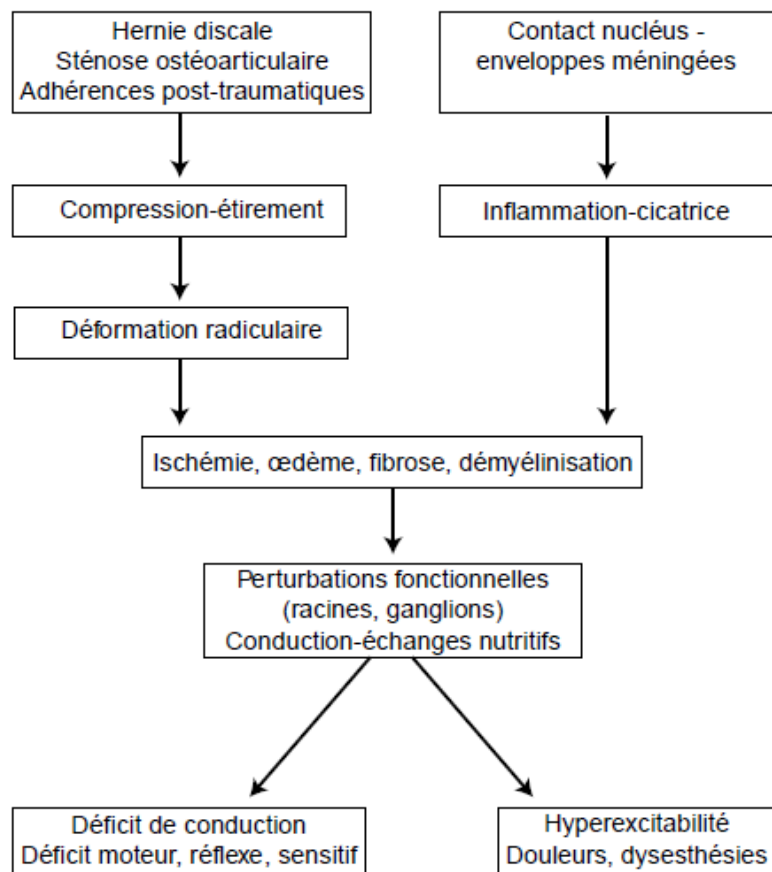 Hernie discale
Sténose ostéoarticulaire
Adhérences post-traumatiques
Contact nucléus -
enveloppes méningées
Compression-étirement
Inflammation-cicatrice
Déformation radiculaire
Ischémie, œdème, fibrose, démyélinisation
Perturbations fonctionnelles
(racines, ganglions)
Conduction-échanges nutritifs
Déficit de conduction
Déficit moteur, réflexe, sensitif
Hyperexcitabilité
Douleurs, dysesthésies